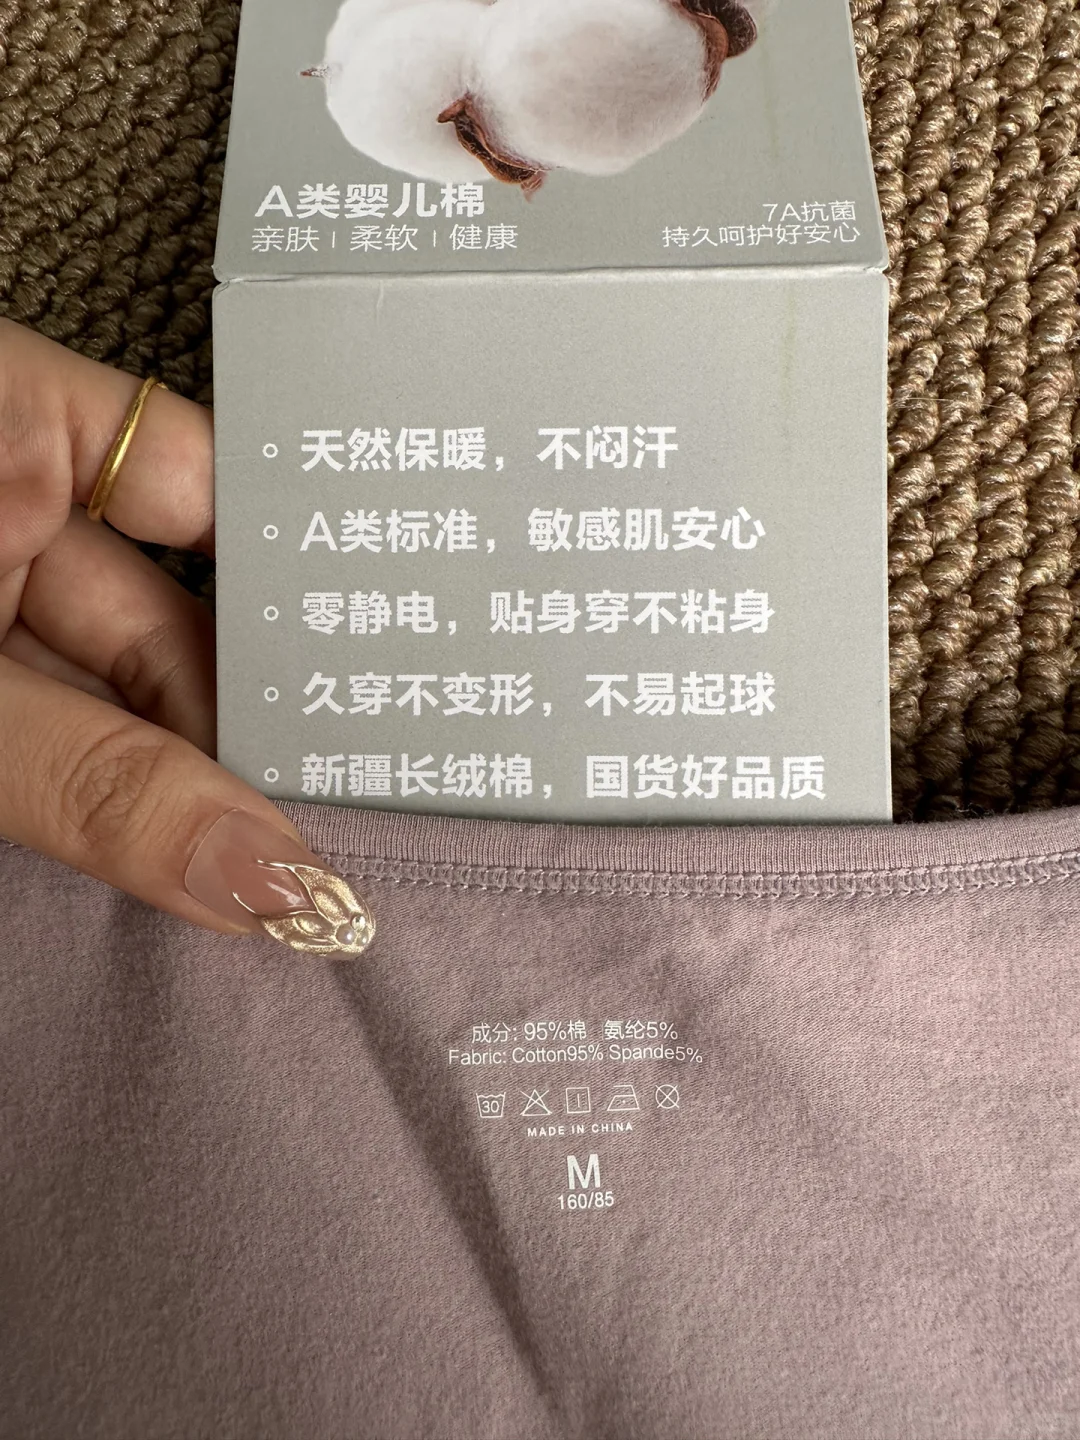 A类婴儿棉
亲肤 | 柔软 | 健康
7A抗菌
持久呵护好安心
天然保暖，不闷汗
A类标准，敏感肌安心
零静电，贴身穿不粘身
久穿不变形，不易起球
新疆长绒棉，国货好品质
成分: 95%棉 氨纶5%
Fabric: Cotton95% Spande5%
30
MADE IN CHINA
M
160/85